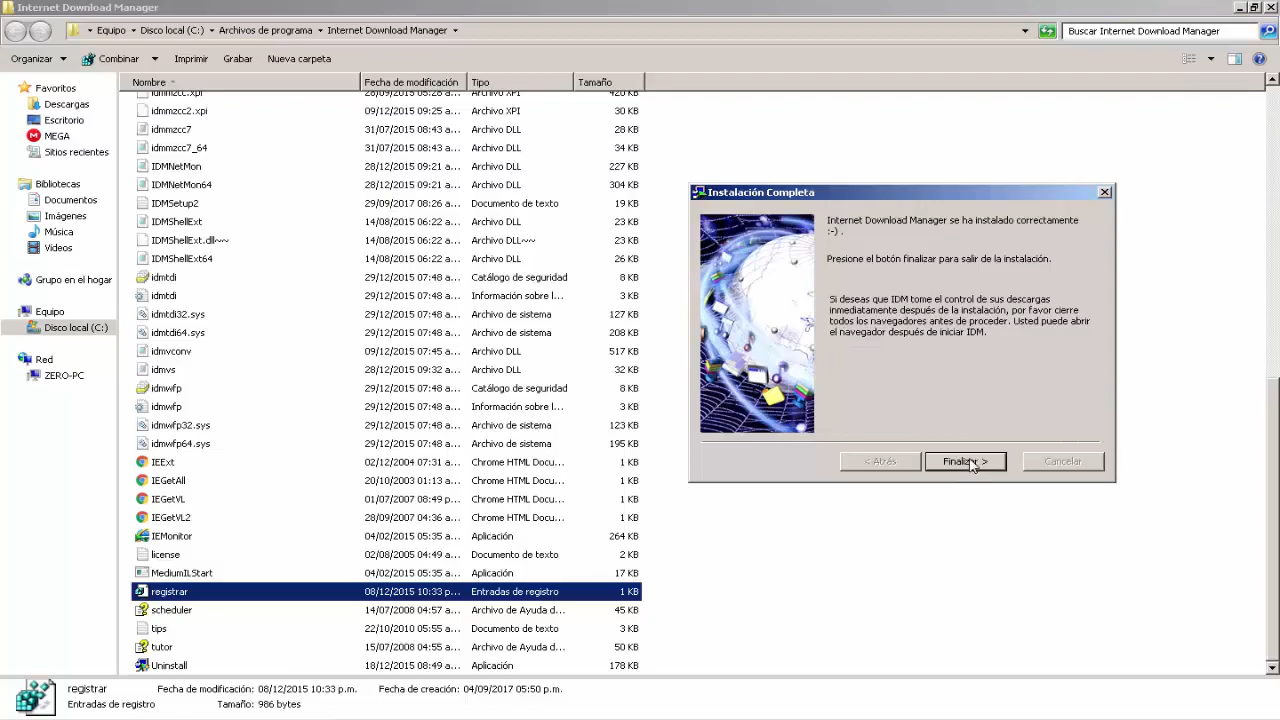 Internet Download Manager
Equipo ▸ Disco local (C:) ▸ Archivos de programa ▸ Internet Download Manager
Buscar Internet Download Manager
Organizar Combinar Imprimir Grabar Nueva carpeta
Favoritos
Descargas
Escritorio
MEGA
Sitios recientes
Bibliotecas
Documentos
Imágenes
Música
Videos
Grupo en el hogar
Equipo
Disco local (C:)
Red
ZERO-PC
Nombre Fecha de modificación Tipo Tamaño
idmmzcc.xpi 28/09/2015 05:28 a... Archivo XPI 420 KB
idmmzcc2.xpi 09/12/2015 09:25 a... Archivo XPI 30 KB
idmmzcc7 31/07/2015 08:43 a... Archivo DLL 28 KB
idmmzcc7_64 31/07/2015 08:43 a... Archivo DLL 34 KB
IDMNetMon 28/12/2015 09:21 a... Archivo DLL 227 KB
IDMNetMon64 28/12/2015 09:21 a... Archivo DLL 304 KB
IDMSetup2 29/09/2017 08:26 a... Documento de texto 19 KB
IDMShellExt 14/08/2015 06:22 a... Archivo DLL 23 KB
IDMShellExt.dll~~ 14/08/2015 06:22 a... Archivo DLL~~ 23 KB
IDMShellExt64 14/08/2015 06:22 a... Archivo DLL 26 KB
idmtdi 29/12/2015 07:48 a... Catálogo de seguridad 8 KB
idmtdi 29/12/2015 07:48 a... Información sobre l... 3 KB
idmtdi32.sys 29/12/2015 07:48 a... Archivo de sistema 127 KB
idmtdi64.sys 29/12/2015 07:48 a... Archivo de sistema 208 KB
idmvconv 29/12/2015 07:45 a... Archivo DLL 517 KB
idmvs 28/12/2015 09:32 a... Archivo DLL 32 KB
idmwfp 29/12/2015 07:48 a... Catálogo de seguridad 8 KB
idmwfp 29/12/2015 07:48 a... Información sobre l... 3 KB
idmwfp32.sys 29/12/2015 07:48 a... Archivo de sistema 123 KB
idmwfp64.sys 29/12/2015 07:48 a... Archivo de sistema 195 KB
IEExt 02/12/2004 07:31 a... Chrome HTML Docu... 1 KB
IEGetAll 20/10/2003 01:13 a... Chrome HTML Docu... 1 KB
IEGetVL 01/07/2007 08:49 p... Chrome HTML Docu... 1 KB
IEGetVL2 28/09/2007 04:36 a... Chrome HTML Docu... 1 KB
IEMonitor 04/02/2015 05:35 a... Aplicación 264 KB
license 02/08/2005 04:49 a... Documento de texto 2 KB
MediumILStart 04/02/2015 05:35 a... Aplicación 17 KB
registrar 08/12/2015 10:33 p... Entradas de registro 1 KB
scheduler 14/07/2008 04:57 a... Archivo de Ayuda d... 45 KB
tips 22/10/2010 05:55 a... Documento de texto 3 KB
tutor 15/07/2008 04:55 a... Archivo de Ayuda d... 50 KB
Uninstall 18/12/2015 08:49 a... Aplicación 178 KB
Instalación Completa
Internet Download Manager se ha instalado correctamente
:-) .
Presione el botón finalizar para salir de la instalación.
Si deseas que IDM tome el control de sus descargas
inmediatamente después de la instalación, por favor cierre
todos los navegadores antes de proceder. Usted puede abrir
el navegador después de iniciar IDM.
< Atrás Finalizar > Cancelar
registrar Fecha de modificación: 08/12/2015 10:33 p.m. Fecha de creación: 04/09/2017 05:50 p.m.
Entradas de registro Tamaño: 986 bytes